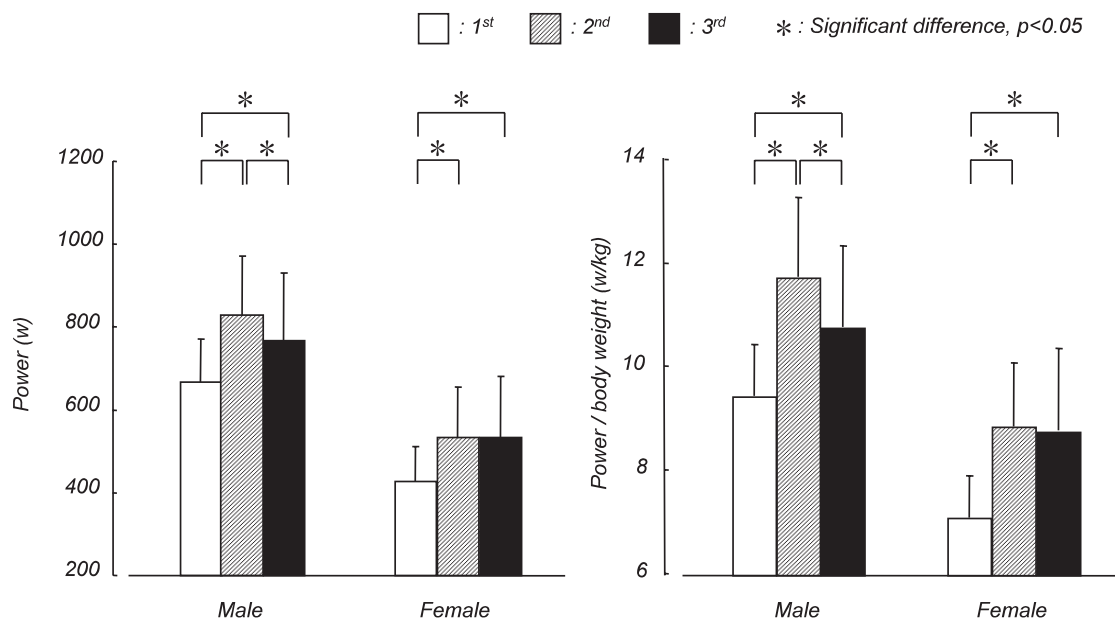 : 1st : 2nd : 3rd * : Significant difference, p<0.05
* *
* * *
* *
* * *
1200
1000
800
600
400
200
Power (w)
Male Female
14
12
10
8
6
Power / body weight (w/kg)
Male Female